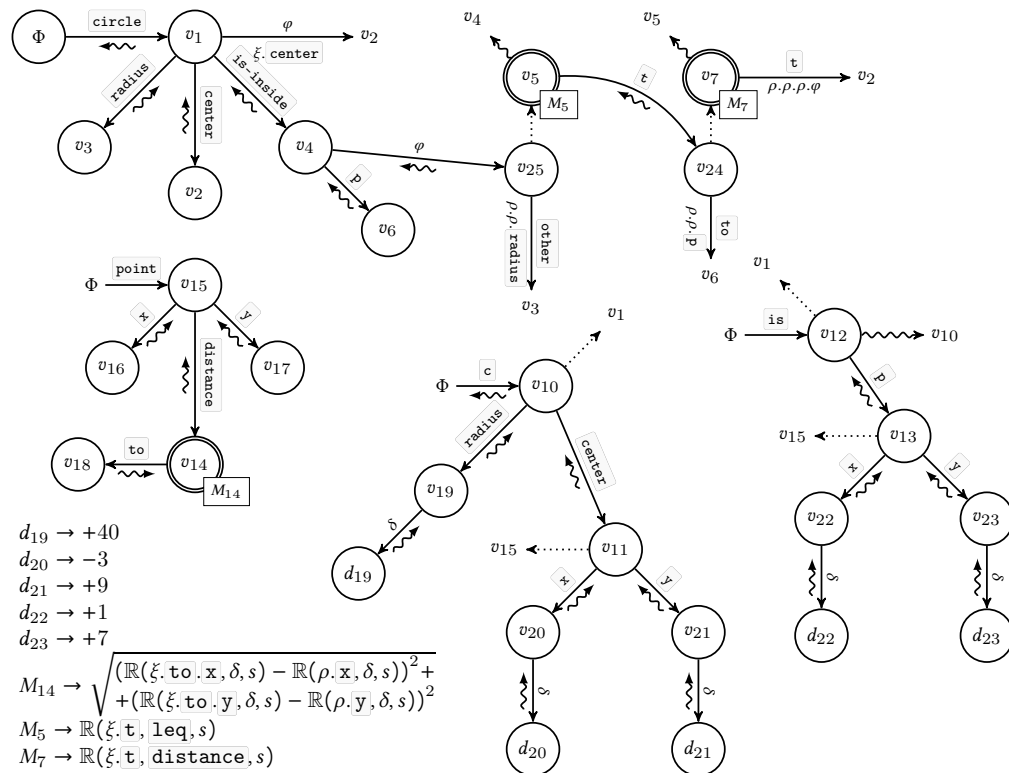 Φ
circle
v₁
φ
ξ.center
v₂
radius
center
is-inside
v₃
v₂
v₄
p
v₆
φ
v₄
v₅
M₅
t
v₂₅
other
ρ.ρ.radius
v₃
v₅
v₇
M₇
t
ρ.ρ.ρ.φ
v₂
v₂₄
to
ρ.ρ.p
v₆
Φ
point
v₁₅
x
y
distance
v₁₆
v₁₇
v₁₈
to
v₁₄
M₁₄
v₁
Φ
c
v₁₀
radius
center
v₁₉
δ
d₁₉
v₁₅
v₁₁
x
y
v₂₀
v₂₁
δ
δ
d₂₀
d₂₁
v₁
Φ
is
v₁₂
v₁₀
p
v₁₅
v₁₃
x
y
v₂₂
v₂₃
δ
δ
d₂₂
d₂₃
d₁₉ → +40
d₂₀ → −3
d₂₁ → +9
d₂₂ → +1
d₂₃ → +7
M₁₄ → √(ℝ(ξ.to.x, δ, s) − ℝ(ρ.x, δ, s))² +
+(ℝ(ξ.to.y, δ, s) − ℝ(ρ.y, δ, s))²
M₅ → ℝ(ξ.t, leq, s)
M₇ → ℝ(ξ.t, distance, s)